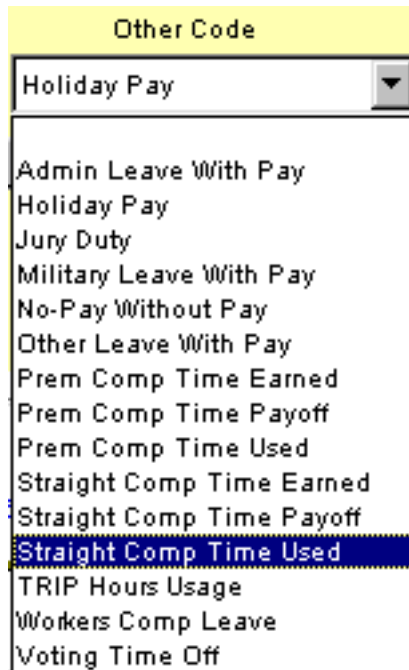 Other Code
Holiday Pay
Admin Leave With Pay
Holiday Pay
Jury Duty
Military Leave With Pay
No-Pay Without Pay
Other Leave With Pay
Prem Comp Time Earned
Prem Comp Time Payoff
Prem Comp Time Used
Straight Comp Time Earned
Straight Comp Time Payoff
Straight Comp Time Used
TRIP Hours Usage
Workers Comp Leave
Voting Time Off